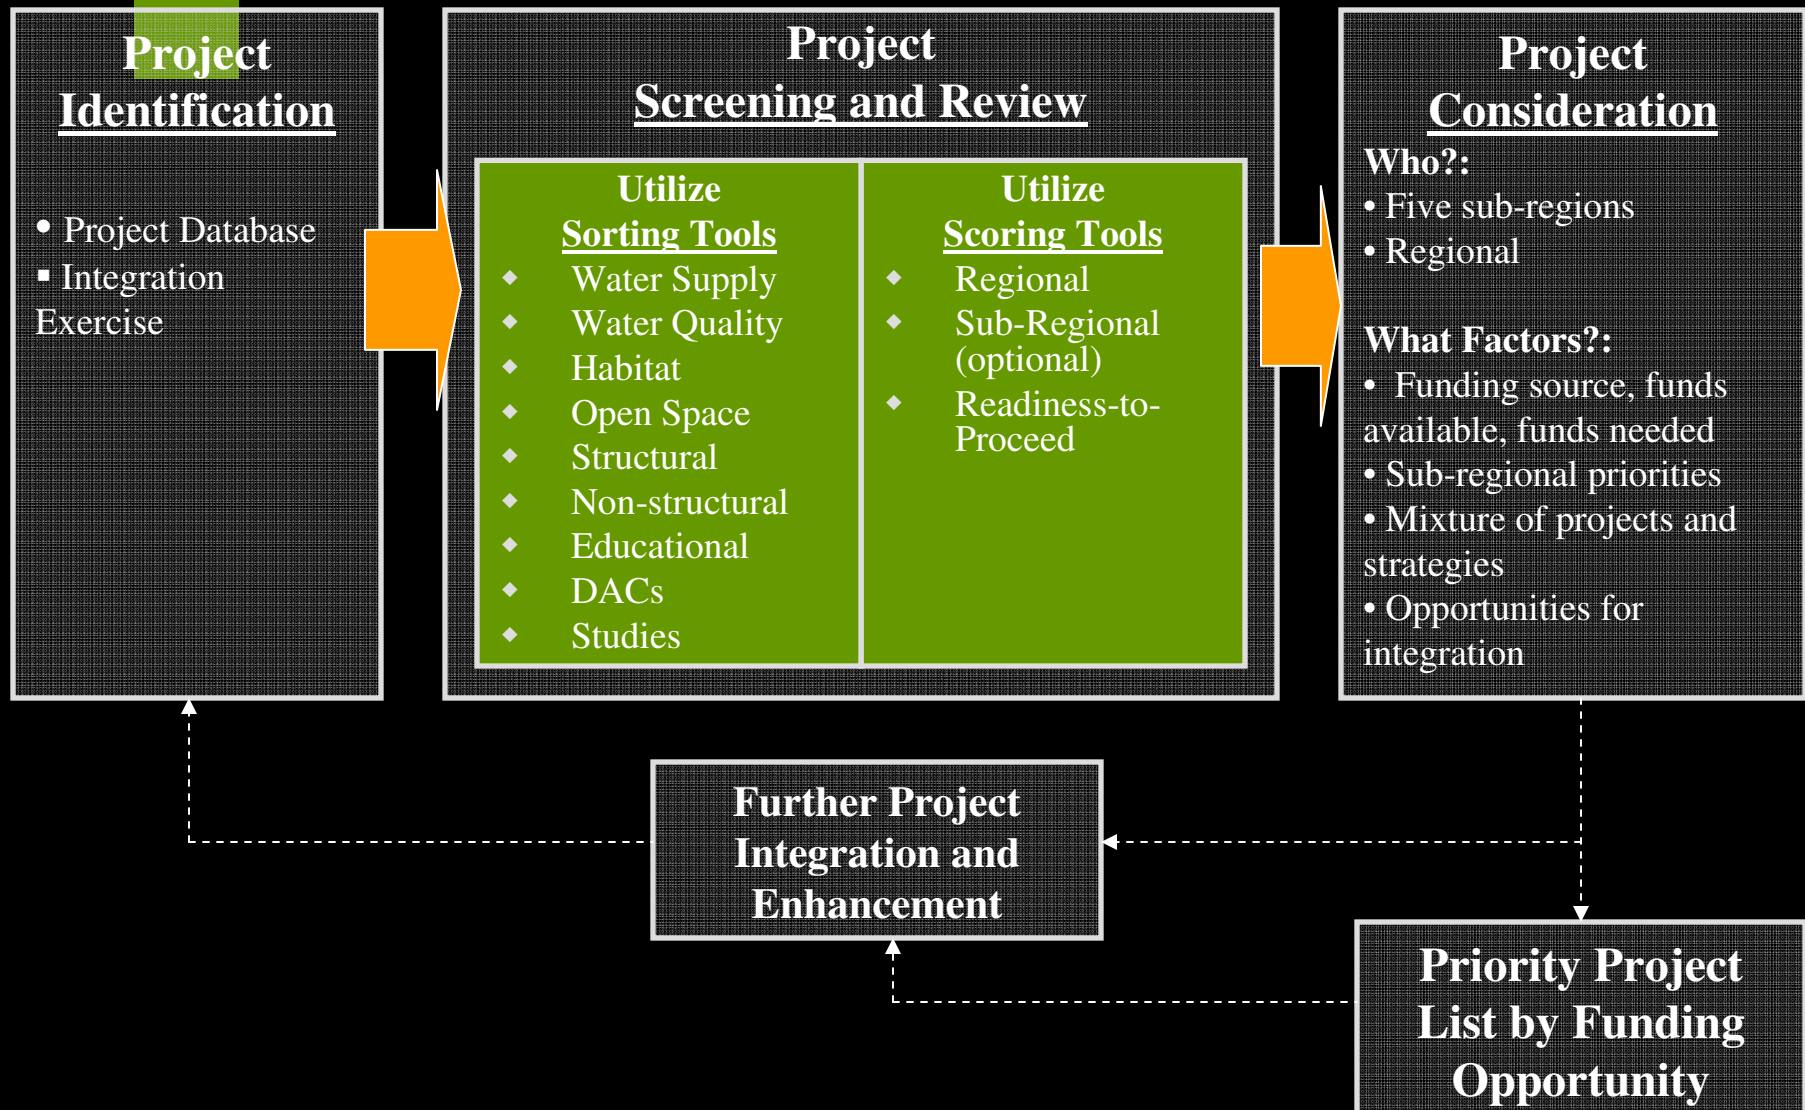 Project
Identification
• Project Database
▪ Integration
Exercise
Project
Screening and Review
Utilize
Sorting Tools
◆ Water Supply
◆ Water Quality
◆ Habitat
◆ Open Space
◆ Structural
◆ Non-structural
◆ Educational
◆ DACs
◆ Studies
Utilize
Scoring Tools
◆ Regional
◆ Sub-Regional
(optional)
◆ Readiness-to-
Proceed
Project
Consideration
Who?:
• Five sub-regions
• Regional
What Factors?:
• Funding source, funds
available, funds needed
• Sub-regional priorities
• Mixture of projects and
strategies
• Opportunities for
integration
Further Project
Integration and
Enhancement
Priority Project
List by Funding
Opportunity